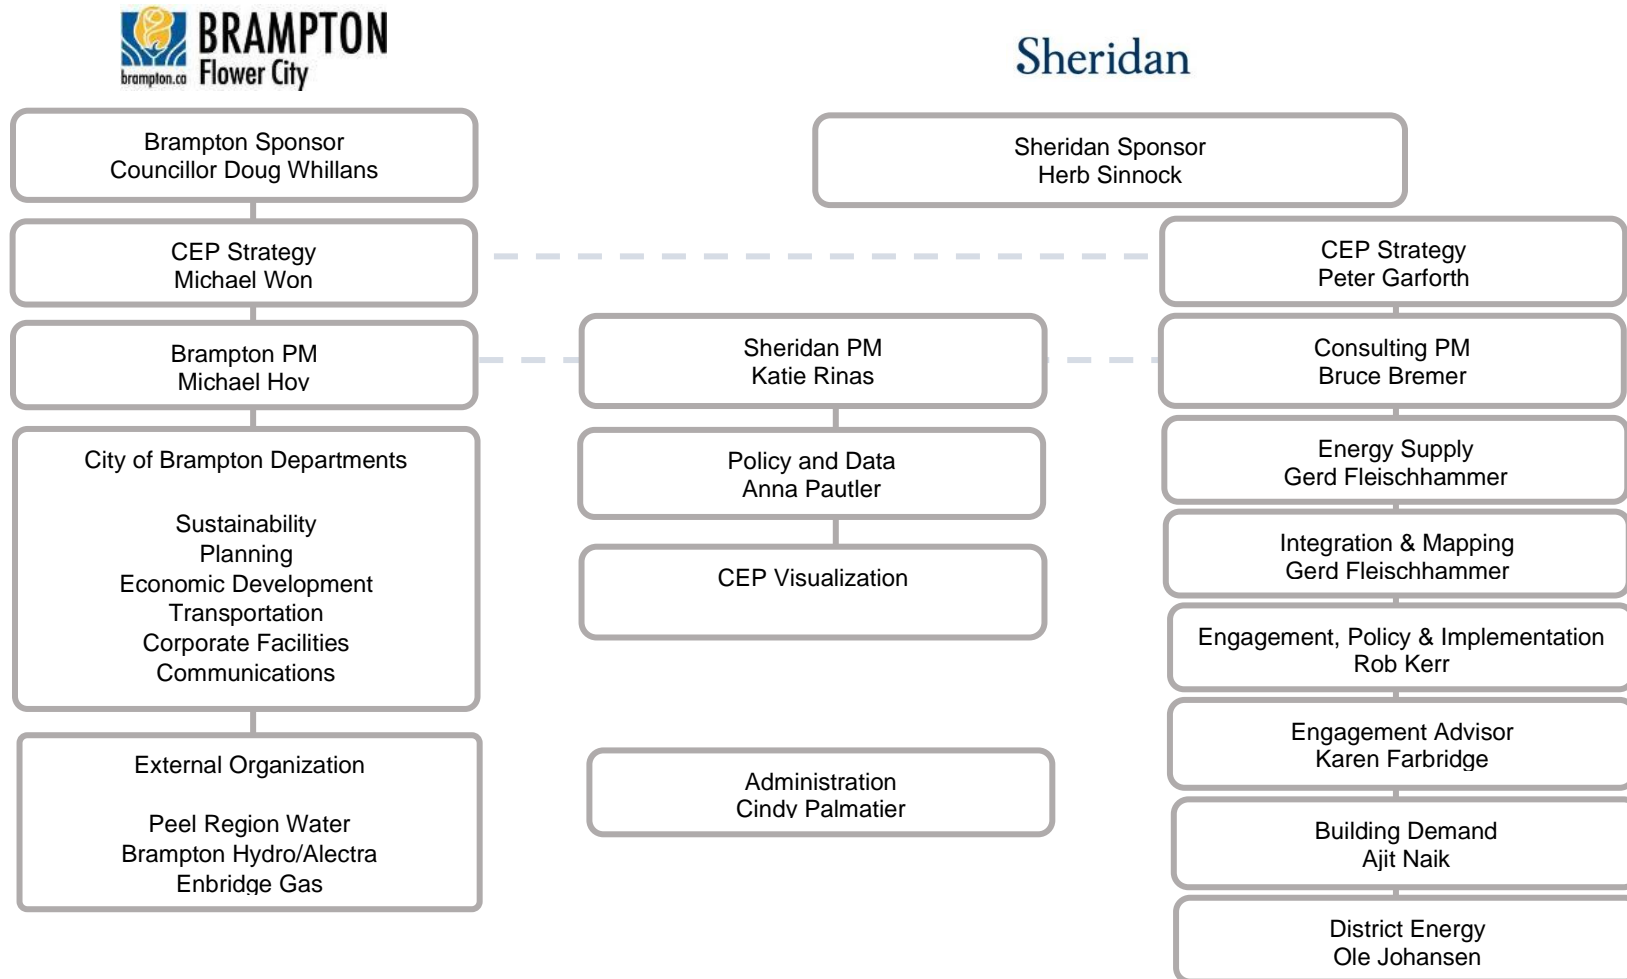 BRAMPTON
brampton.ca Flower City
Sheridan
Brampton Sponsor
Councillor Doug Whillans
Sheridan Sponsor
Herb Sinnock
CEP Strategy
Michael Won
CEP Strategy
Peter Garforth
Brampton PM
Michael Hoy
Sheridan PM
Katie Rinas
Consulting PM
Bruce Bremer
City of Brampton Departments
Sustainability
Planning
Economic Development
Transportation
Corporate Facilities
Communications
Policy and Data
Anna Pautler
Energy Supply
Gerd Fleischhammer
CEP Visualization
Integration & Mapping
Gerd Fleischhammer
Engagement, Policy & Implementation
Rob Kerr
External Organization
Peel Region Water
Brampton Hydro/Alectra
Enbridge Gas
Administration
Cindy Palmatier
Engagement Advisor
Karen Farbridge
Building Demand
Ajit Naik
District Energy
Ole Johansen